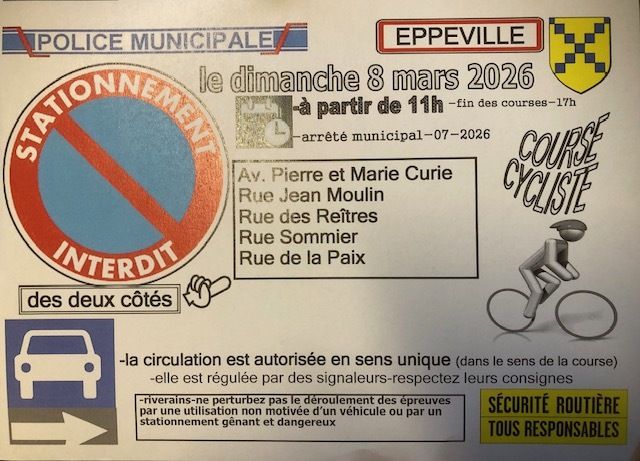 POLICE MUNICIPALE
EPPEVILLE
le dimanche 8 mars 2026
-à partir de 11h -fin des courses-17h
-arrêté municipal-07-2026
STATIONNEMENT
INTERDIT
des deux côtés
Av. Pierre et Marie Curie
Rue Jean Moulin
Rue des Reîtres
Rue Sommier
Rue de la Paix
COURSE
CYCLISTE
-la circulation est autorisée en sens unique (dans le sens de la course)
-elle est régulée par des signaleurs-respectez leurs consignes
-riverains-ne perturbez pas le déroulement des épreuves
par une utilisation non motivée d'un véhicule ou par un
stationnement gênant et dangereux
SÉCURITÉ ROUTIÈRE
TOUS RESPONSABLES